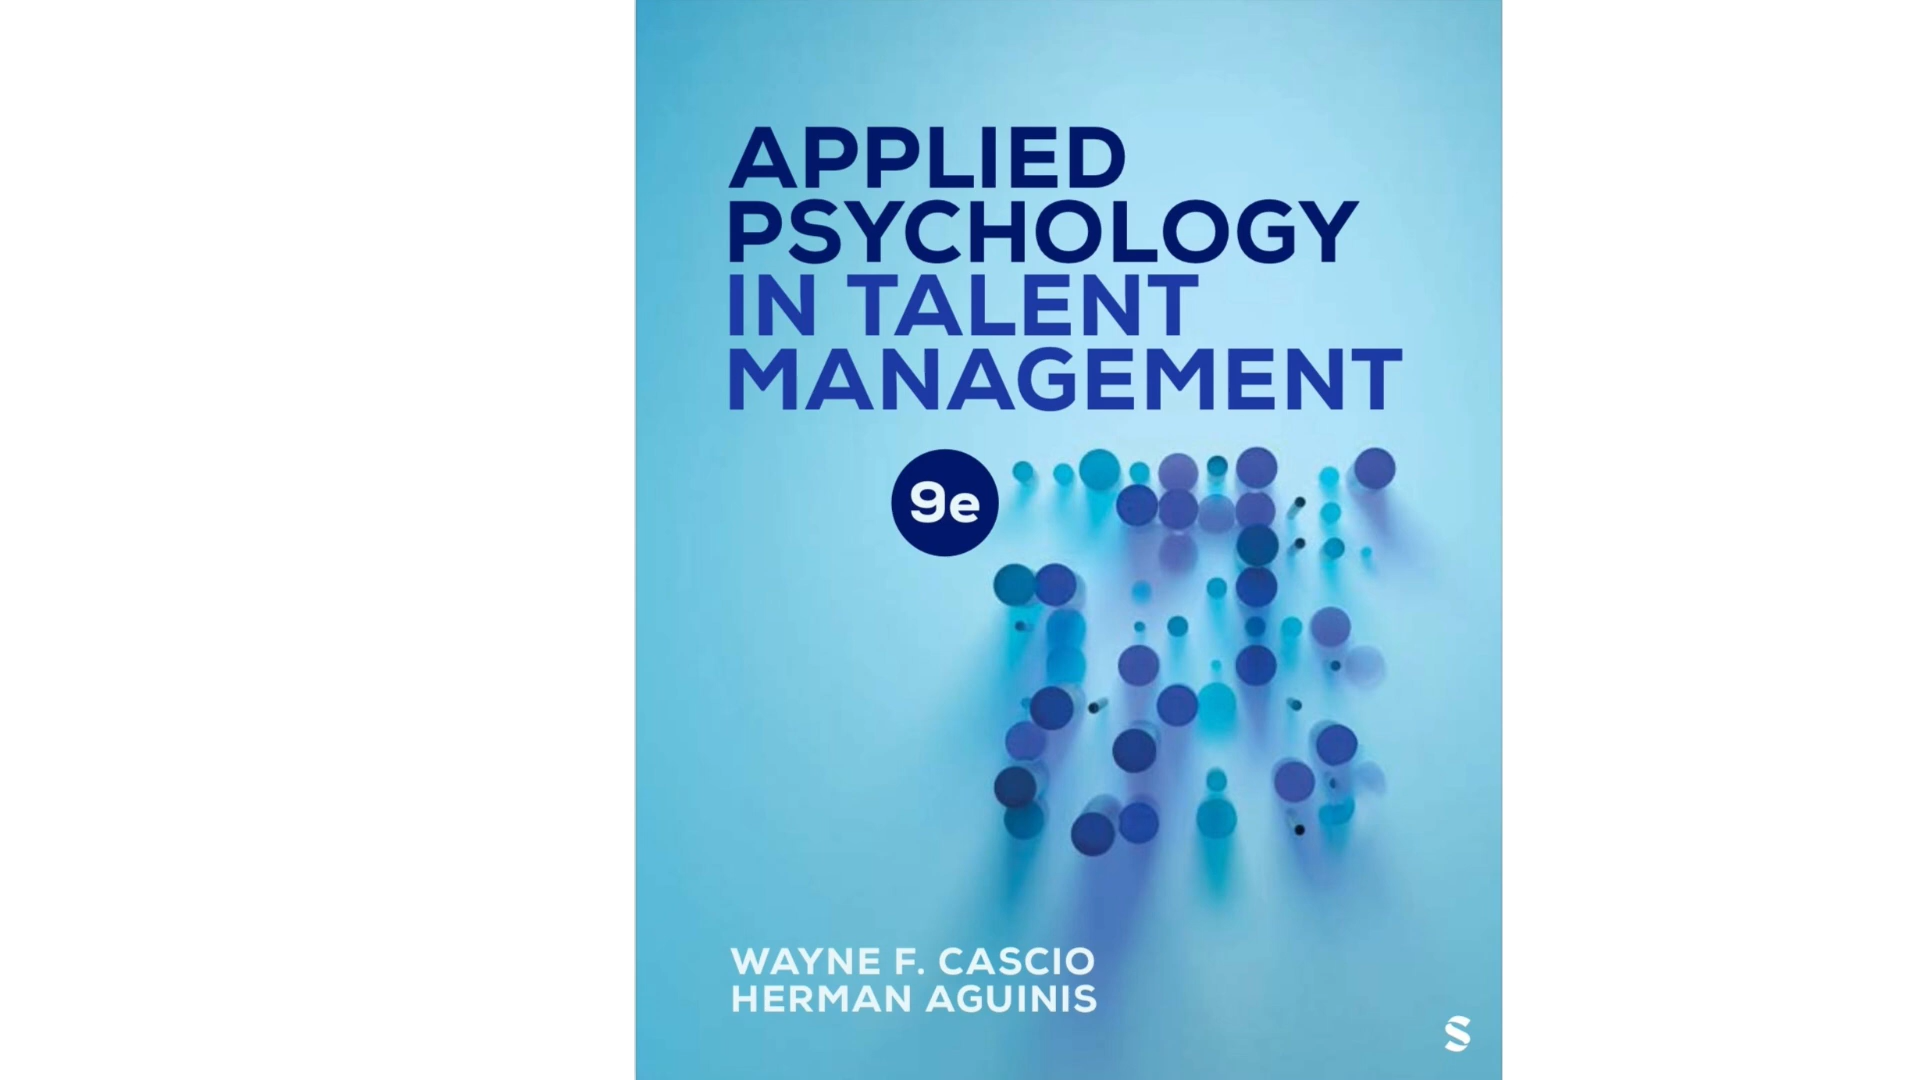 APPLIED
PSYCHOLOGY
IN TALENT
MANAGEMENT
9e
WAYNE F. CASCIO
HERMAN AGUINIS
S